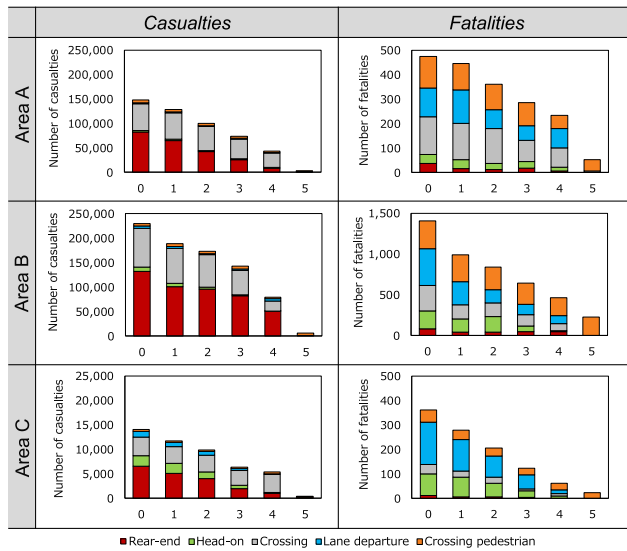 Casualties Fatalities
Area A
Number of casualties
250,000
200,000
150,000
100,000
50,000
0
0 1 2 3 4 5
Number of fatalities
500
400
300
200
100
0
0 1 2 3 4 5
Area B
Number of casualties
250,000
200,000
150,000
100,000
50,000
0
0 1 2 3 4 5
Number of fatalities
1,500
1,000
500
0
0 1 2 3 4 5
Area C
Number of casualties
25,000
20,000
15,000
10,000
5,000
0
0 1 2 3 4 5
Number of fatalities
500
400
300
200
100
0
0 1 2 3 4 5
Rear-end Head-on Crossing Lane departure Crossing pedestrian